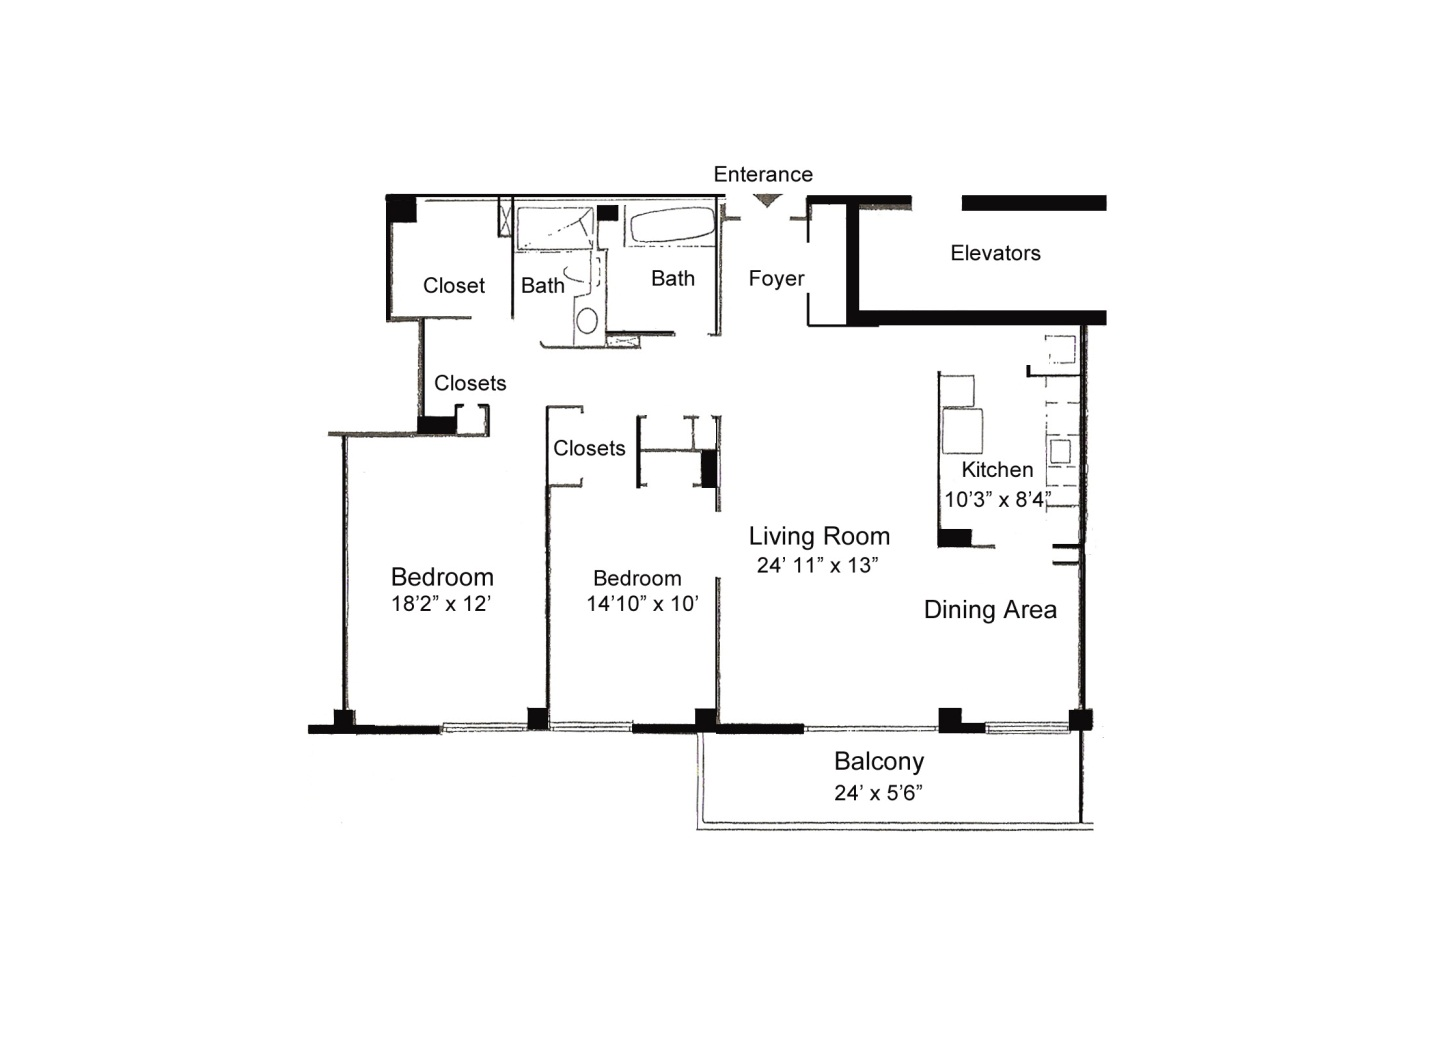 Enterance
Elevators
Closet
Bath
Bath
Foyer
Closets
Closets
Kitchen
10’3” x 8’4”
Living Room
24’ 11” x 13”
Bedroom
18’2” x 12’
Bedroom
14’10” x 10’
Dining Area
Balcony
24’ x 5’6”